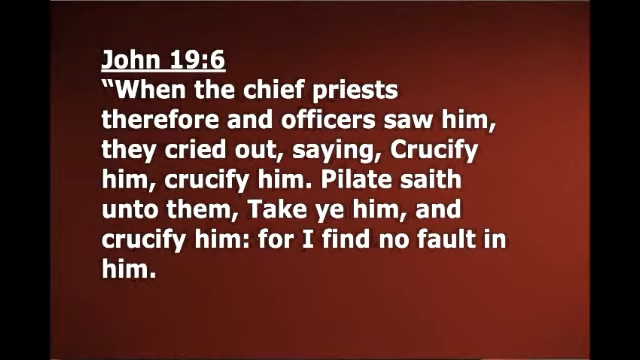 John 19:6
“When the chief priests
therefore and officers saw him,
they cried out, saying, Crucify
him, crucify him. Pilate saith
unto them, Take ye him, and
crucify him: for I find no fault in
him.